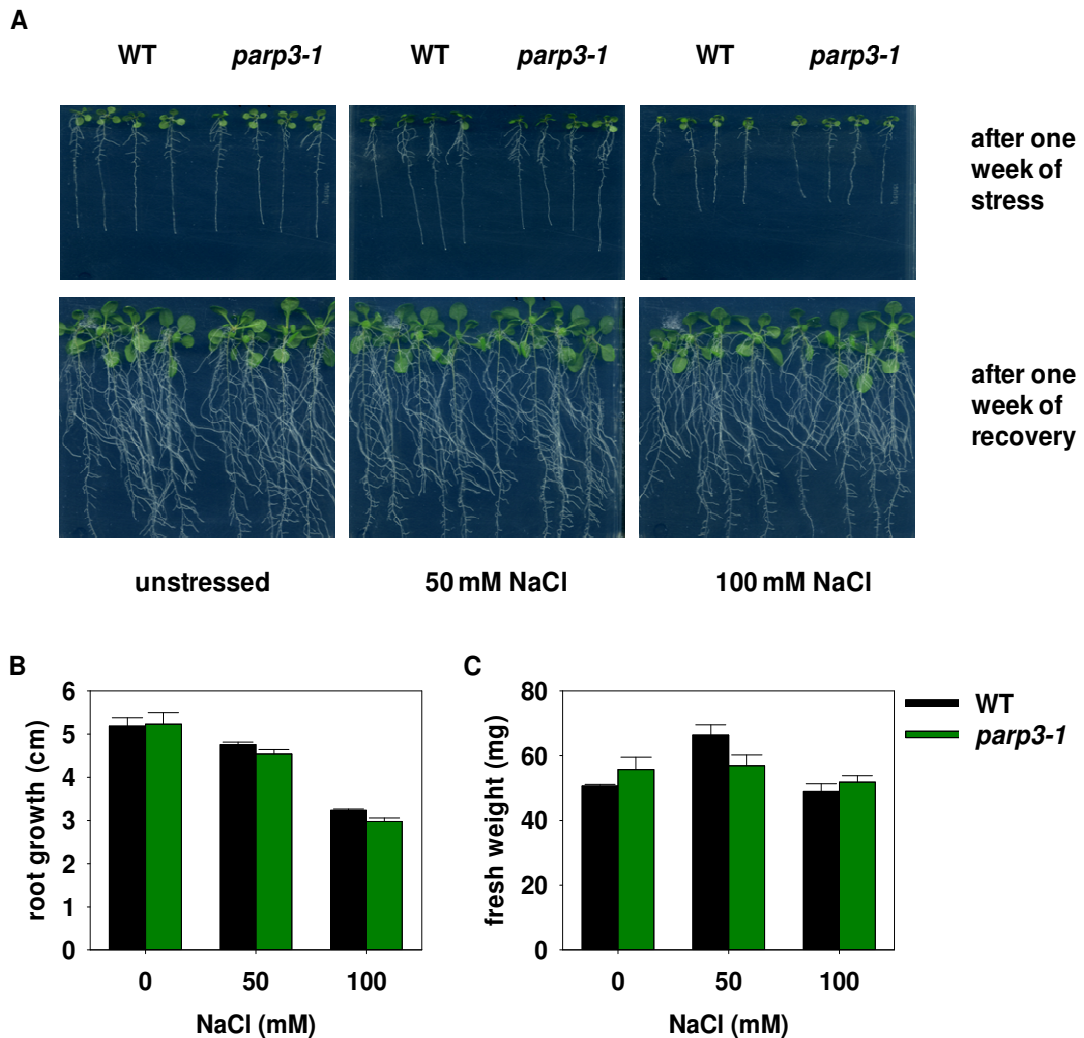 A
WT parp3-1 WT parp3-1 WT parp3-1
after one
week of
stress
after one
week of
recovery
unstressed 50 mM NaCl 100 mM NaCl
B
root growth (cm)
6
5
4
3
2
1
0
0 50 100
NaCl (mM)
C
fresh weight (mg)
80
60
40
20
0
0 50 100
NaCl (mM)
WT
parp3-1